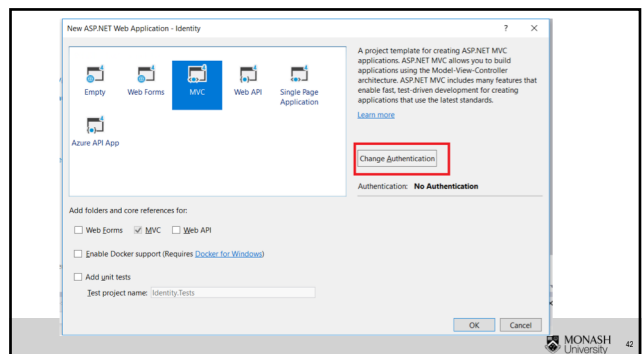 New ASP.NET Web Application - Identity
? ×
Empty
Web Forms
MVC
Web API
Single Page
Application
Azure API App
A project template for creating ASP.NET MVC
applications. ASP.NET MVC allows you to build
applications using the Model-View-Controller
architecture. ASP.NET MVC includes many features that
enable fast, test-driven development for creating
applications that use the latest standards.
Learn more
Change Authentication
Authentication: No Authentication
Add folders and core references for:
Web Forms MVC Web API
Enable Docker support (Requires Docker for Windows)
Add unit tests
Test project name: Identity.Tests
OK Cancel
MONASH
University
42